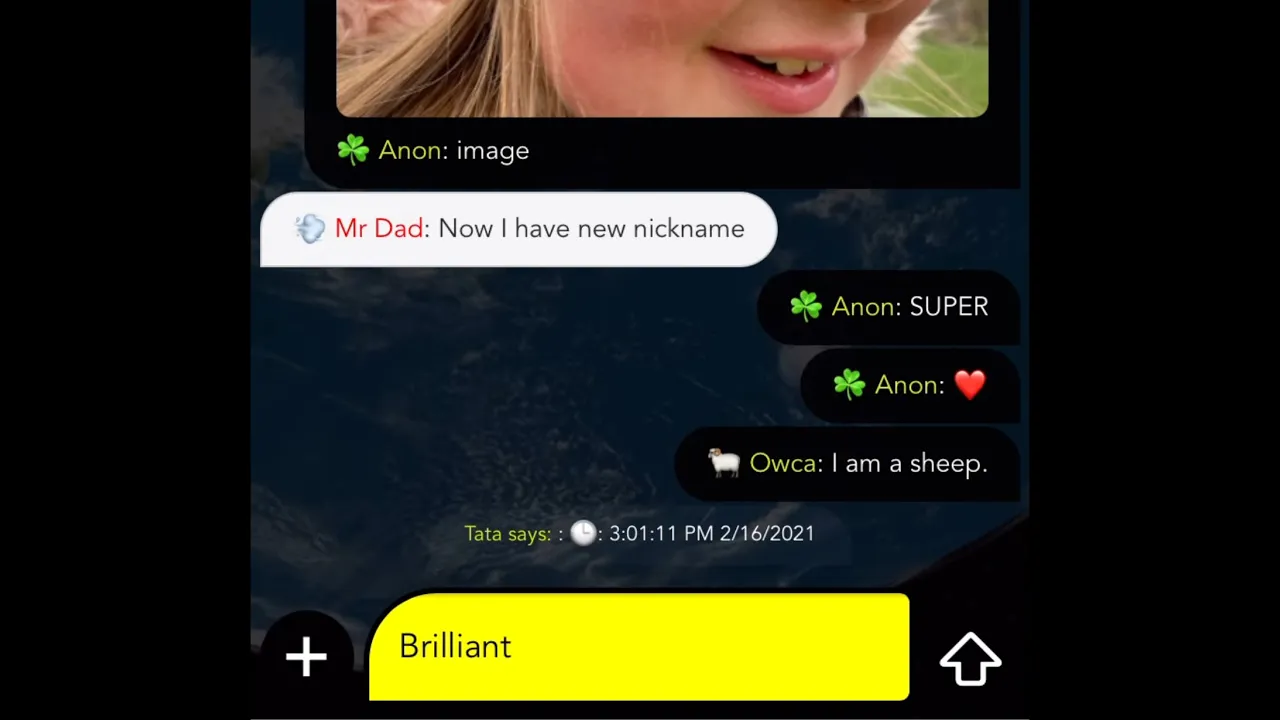 ☘️ Anon: image
💨 Mr Dad: Now I have new nickname
☘️ Anon: SUPER
☘️ Anon: ❤️
🐏 Owca: I am a sheep.
Tata says: : 🕒: 3:01:11 PM 2/16/2021
Brilliant